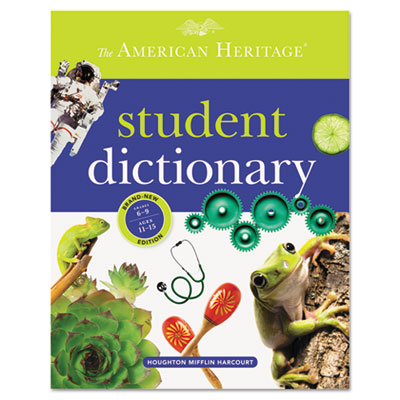 The AMERICAN HERITAGE®
student
dictionary
BRAND-NEW
GRADES
6–9
AGES
11–15
EDITION
HOUGHTON MIFFLIN HARCOURT